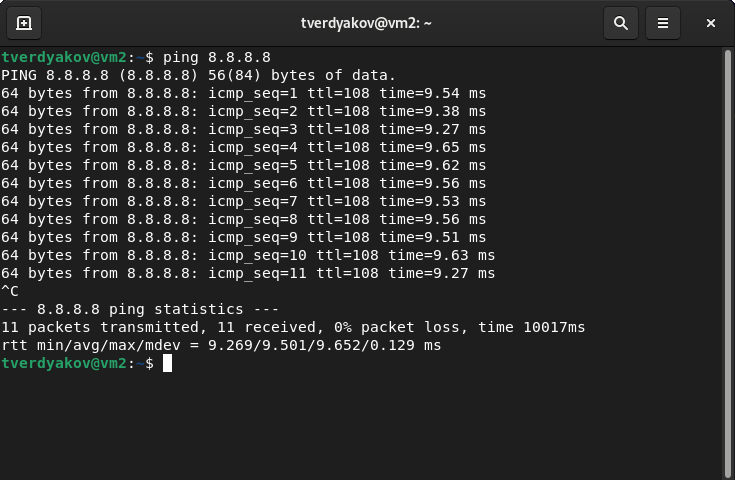 tverdyakov@vm2: ~
tverdyakov@vm2:~$ ping 8.8.8.8
PING 8.8.8.8 (8.8.8.8) 56(84) bytes of data.
64 bytes from 8.8.8.8: icmp_seq=1 ttl=108 time=9.54 ms
64 bytes from 8.8.8.8: icmp_seq=2 ttl=108 time=9.38 ms
64 bytes from 8.8.8.8: icmp_seq=3 ttl=108 time=9.27 ms
64 bytes from 8.8.8.8: icmp_seq=4 ttl=108 time=9.65 ms
64 bytes from 8.8.8.8: icmp_seq=5 ttl=108 time=9.62 ms
64 bytes from 8.8.8.8: icmp_seq=6 ttl=108 time=9.56 ms
64 bytes from 8.8.8.8: icmp_seq=7 ttl=108 time=9.53 ms
64 bytes from 8.8.8.8: icmp_seq=8 ttl=108 time=9.56 ms
64 bytes from 8.8.8.8: icmp_seq=9 ttl=108 time=9.51 ms
64 bytes from 8.8.8.8: icmp_seq=10 ttl=108 time=9.63 ms
64 bytes from 8.8.8.8: icmp_seq=11 ttl=108 time=9.27 ms
^C
--- 8.8.8.8 ping statistics ---
11 packets transmitted, 11 received, 0% packet loss, time 10017ms
rtt min/avg/max/mdev = 9.269/9.501/9.652/0.129 ms
tverdyakov@vm2:~$